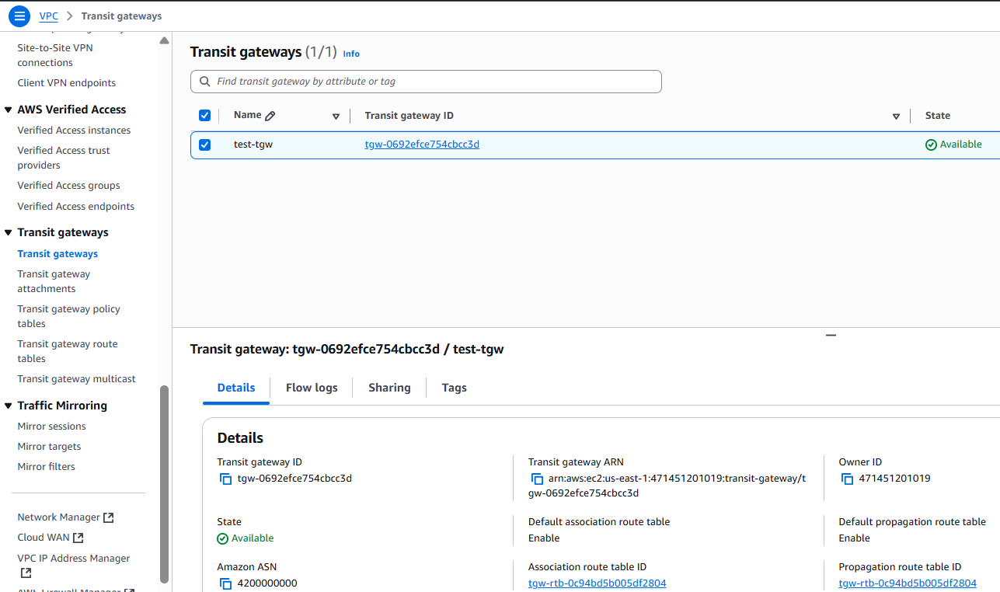 VPC > Transit gateways
Site-to-Site VPN
connections
Client VPN endpoints
AWS Verified Access
Verified Access instances
Verified Access trust
providers
Verified Access groups
Verified Access endpoints
Transit gateways
Transit gateways
Transit gateway
attachments
Transit gateway policy
tables
Transit gateway route
tables
Transit gateway multicast
Traffic Mirroring
Mirror sessions
Mirror targets
Mirror filters
Network Manager
Cloud WAN
VPC IP Address Manager
AWS Firewall Manager
Transit gateways (1/1) Info
Find transit gateway by attribute or tag
Name Transit gateway ID State
test-tgw tgw-0692efce754cbcc3d Available
Transit gateway: tgw-0692efce754cbcc3d / test-tgw
Details Flow logs Sharing Tags
Details
Transit gateway ID
tgw-0692efce754cbcc3d
Transit gateway ARN
arn:aws:ec2:us-east-1:471451201019:transit-gateway/t
gw-0692efce754cbcc3d
Owner ID
471451201019
State
Available
Default association route table
Enable
Default propagation route table
Enable
Amazon ASN
4200000000
Association route table ID
tgw-rtb-0c94bd5b005df2804
Propagation route table ID
tgw-rtb-0c94bd5b005df2804